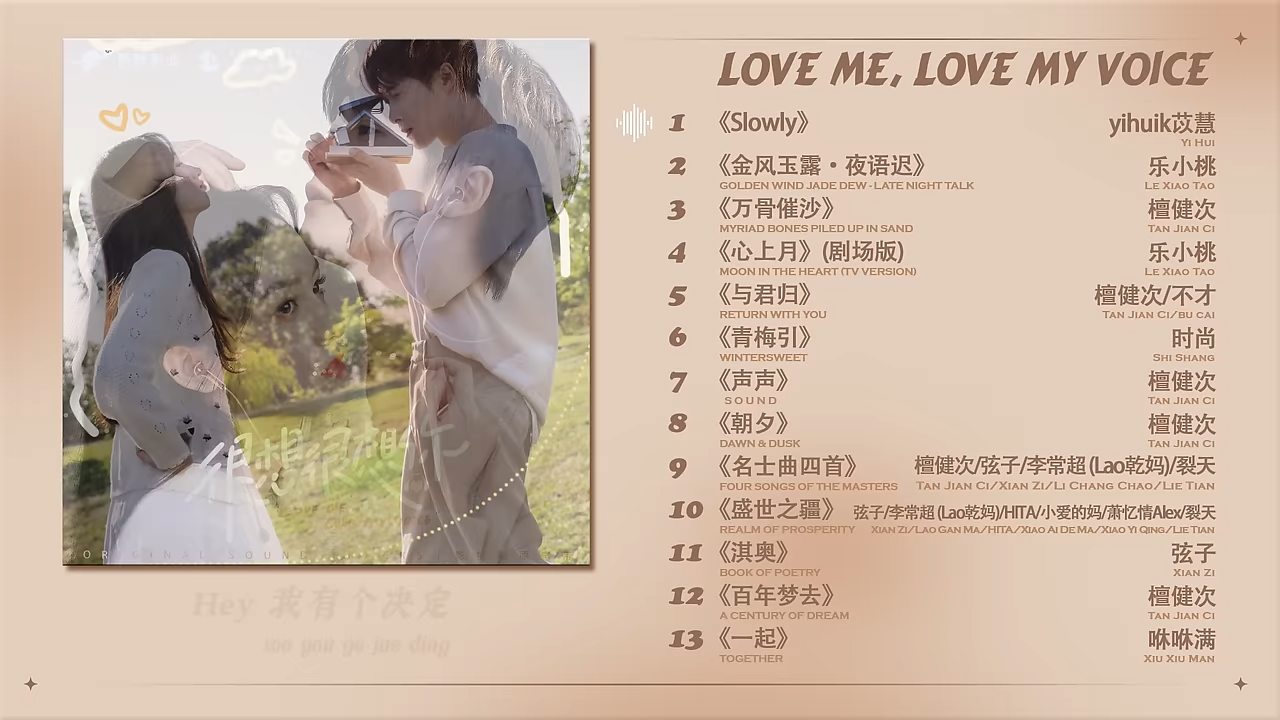 LOVE ME, LOVE MY VOICE
1 《Slowly》 yihuik苡慧
YI HUI
2 《金风玉露·夜语迟》 乐小桃
GOLDEN WIND JADE DEW - LATE NIGHT TALK LE XIAO TAO
3 《万骨催沙》 檀健次
MYRIAD BONES PILED UP IN SAND TAN JIAN CI
4 《心上月》(剧场版) 乐小桃
MOON IN THE HEART (TV VERSION) LE XIAO TAO
5 《与君归》 檀健次/不才
RETURN WITH YOU TAN JIAN CI/BU CAI
6 《青梅引》 时尚
WINTERSWEET SHI SHANG
7 《声声》 檀健次
SOUND TAN JIAN CI
8 《朝夕》 檀健次
DAWN & DUSK TAN JIAN CI
9 《名士曲四首》 檀健次/弦子/李常超 (Lao乾妈)/裂天
FOUR SONGS OF THE MASTERS TAN JIAN CI/XIAN ZI/LI CHANG CHAO/LIE TIAN
10 《盛世之疆》 弦子/李常超 (Lao乾妈)/HITA/小爱的妈/萧忆情Alex/裂天
REALM OF PROSPERITY XIAN ZI/LAO GAN MA/HITA/XIAO AI DE MA/XIAO YI QING/LIE TIAN
11 《淇奥》 弦子
BOOK OF POETRY XIAN ZI
12 《百年梦去》 檀健次
A CENTURY OF DREAM TAN JIAN CI
13 《一起》 咻咻满
TOGETHER XIU XIU MAN
很想很想你
ORIGINAL SOUND
Hey 我有个决定
woo you ge jue ding